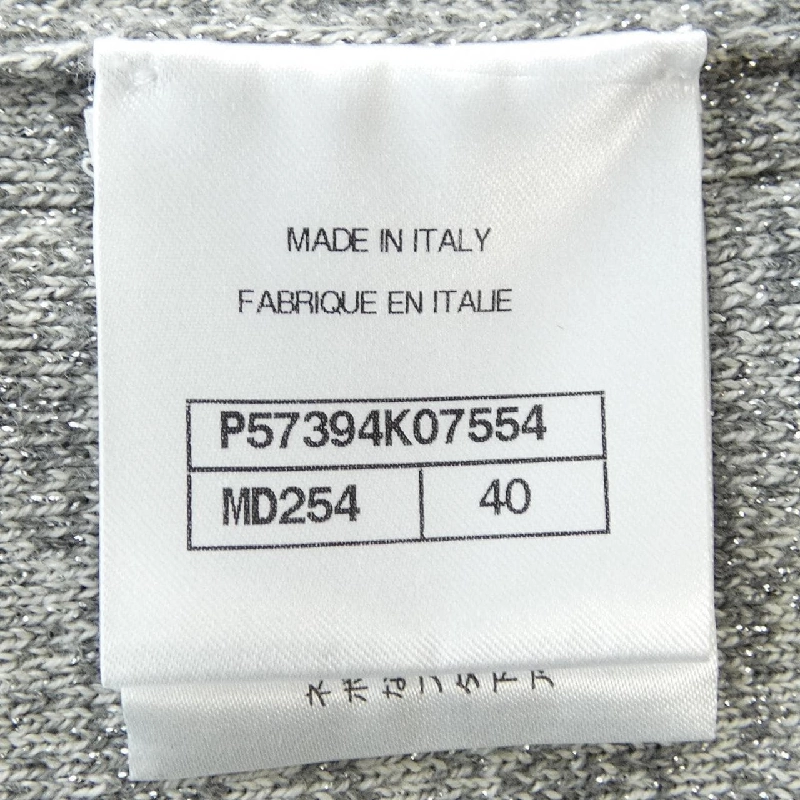 MADE IN ITALY
FABRIQUE EN ITALIE
P57394K07554
MD254 40